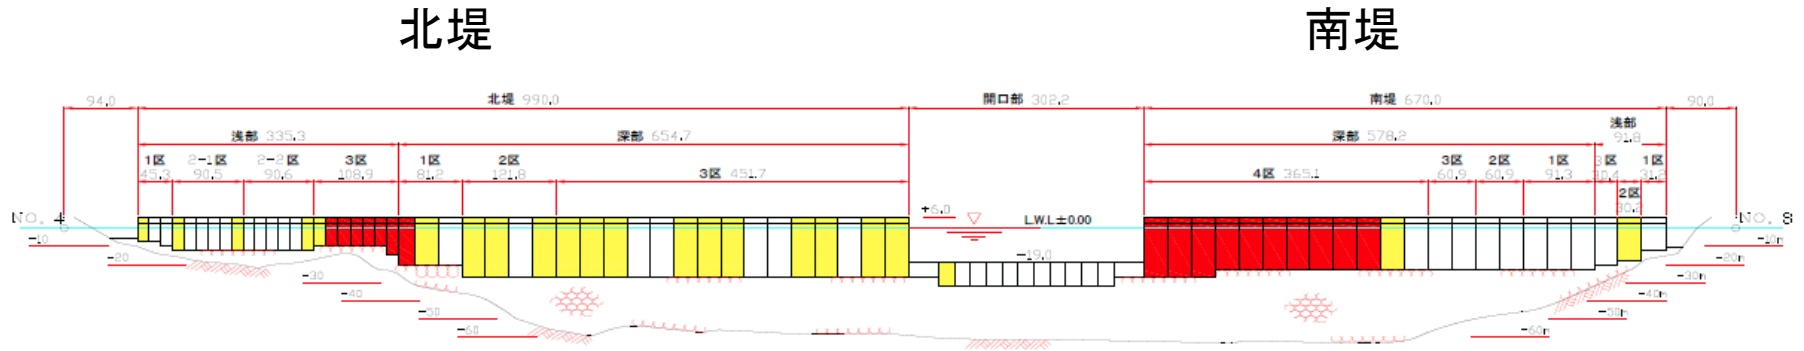 北堤 南堤
94.0 北堤 990.0 開口部 302.2 南堤 670.0 90.0
浅部 335.3 深部 654.7 深部 578.2 浅部 91.8
1区 2-1区 2-2区 3区 1区 2区 3区 451.7 4区 365.1 3区 2区 1区 3区 1区
45.3 90.5 90.6 108.9 81.2 121.8 60.9 60.9 91.3 30.4 31.2
2区
30.2
NO. 4 +6.0 L.W.L±0.00 NO. 8
-10 -19.0 -10m
-20 -20m
-30 -30m
-40 -40m
-50 -50m
-60 -60m